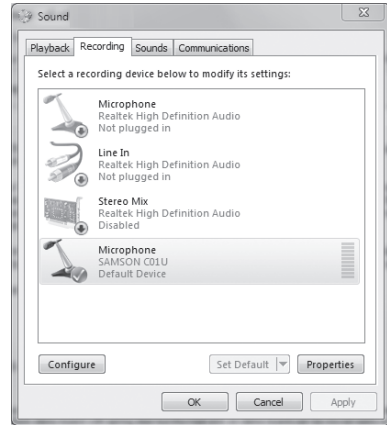 Sound
Playback Recording Sounds Communications
Select a recording device below to modify its settings:
Microphone
Realtek High Definition Audio
Not plugged in
Line In
Realtek High Definition Audio
Not plugged in
Stereo Mix
Realtek High Definition Audio
Disabled
Microphone
SAMSON C01U
Default Device
Configure Set Default Properties
OK Cancel Apply